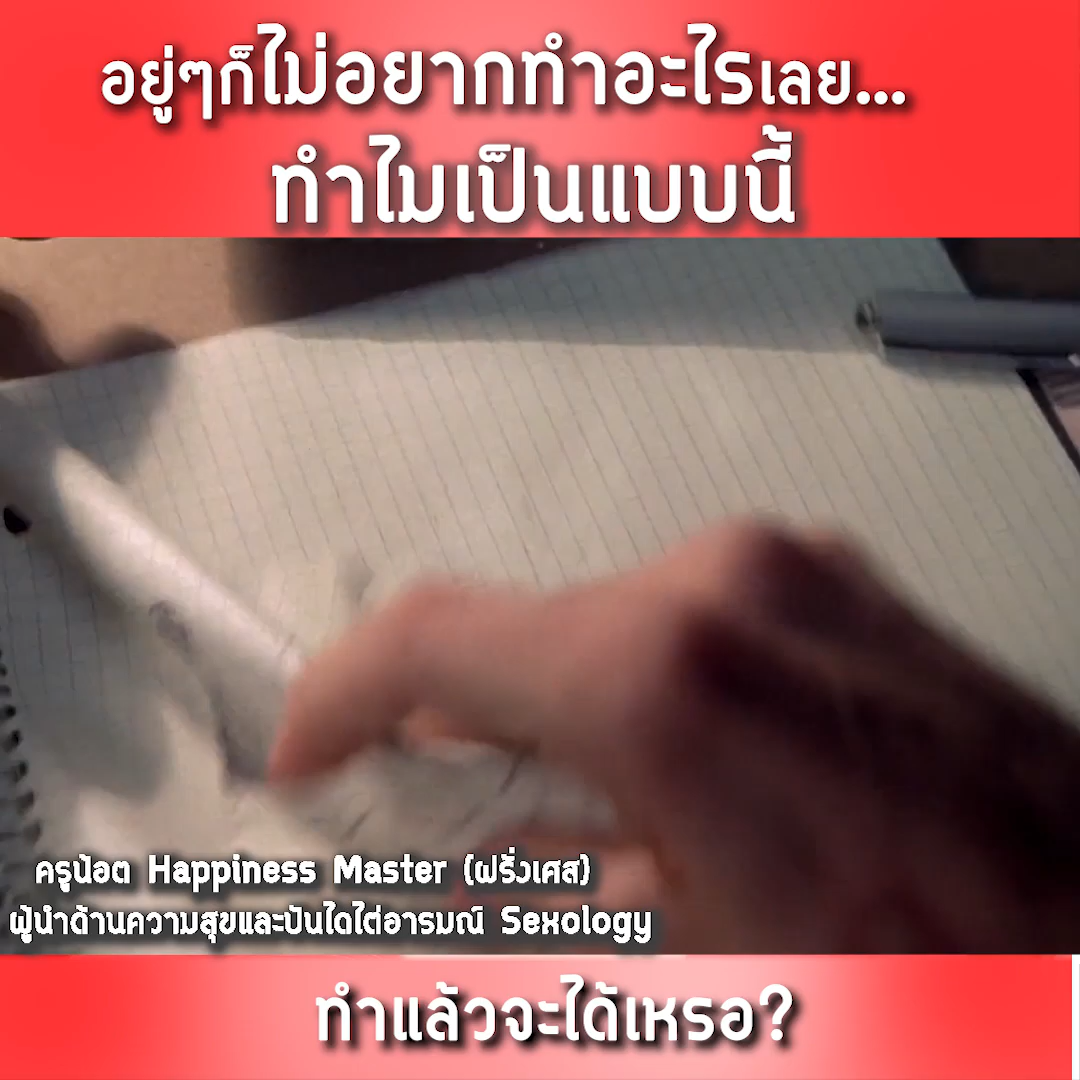 อยู่ๆก็ไม่อยากทำอะไรเลย...
ทำไมเป็นแบบนี้
ครูน้อต Happiness Master (ฝรั่งเศส)
ผู้นำด้านความสุขและบันไดไต่อารมณ์ Sexology
ทำแล้วจะได้เหรอ?